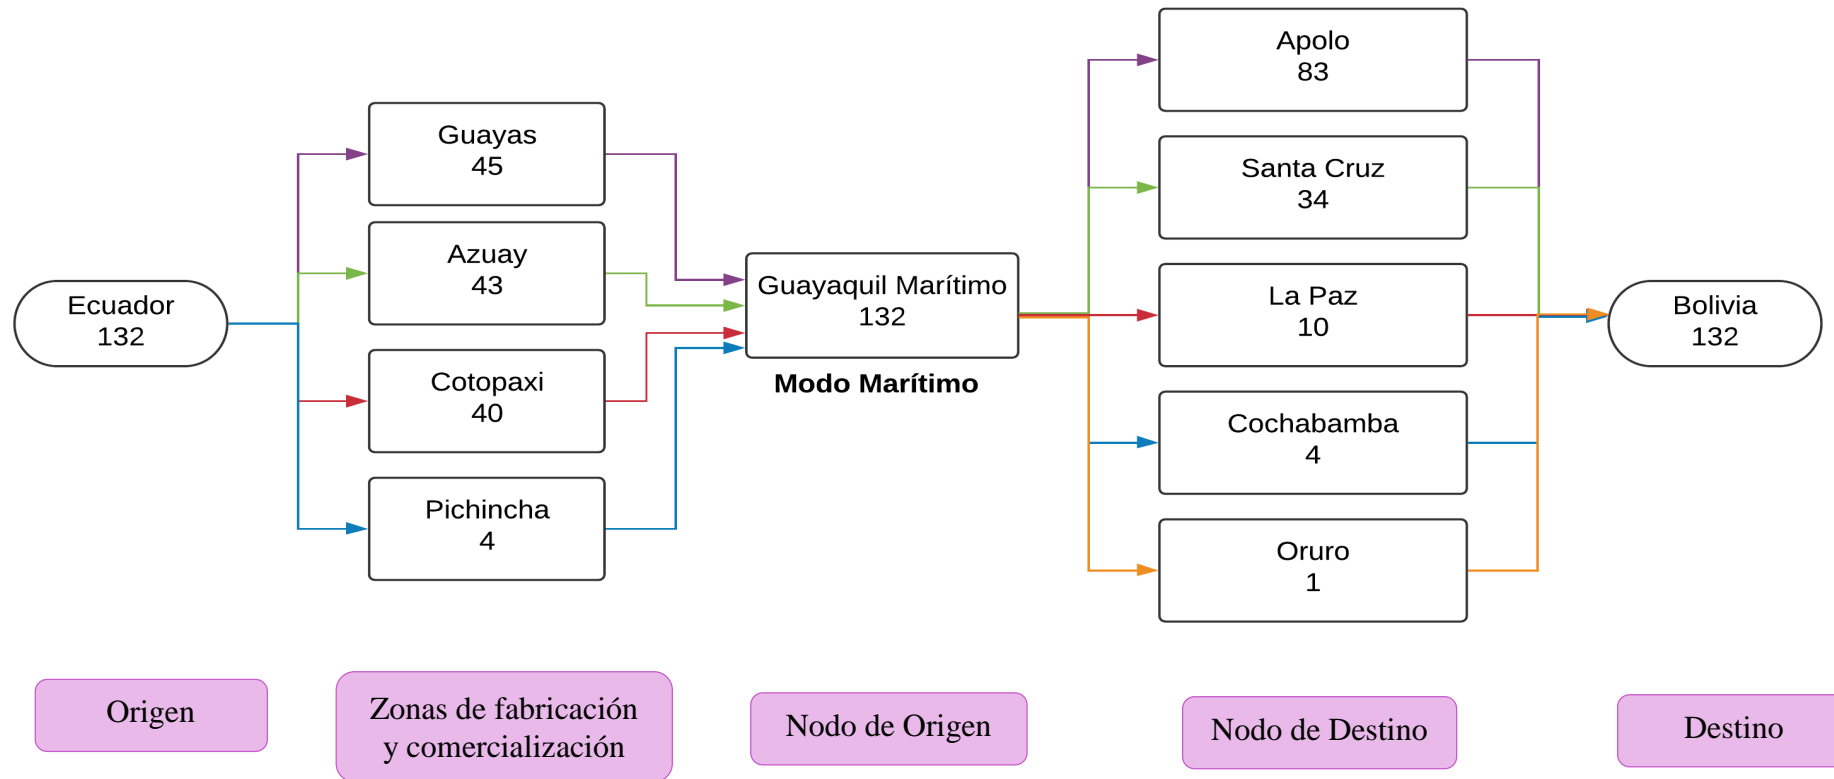 Ecuador
132
Guayas
45
Azuay
43
Cotopaxi
40
Pichincha
4
Guayaquil Marítimo
132
Modo Marítimo
Apolo
83
Santa Cruz
34
La Paz
10
Cochabamba
4
Oruro
1
Bolivia
132
Origen
Zonas de fabricación
y comercialización
Nodo de Origen
Nodo de Destino
Destino